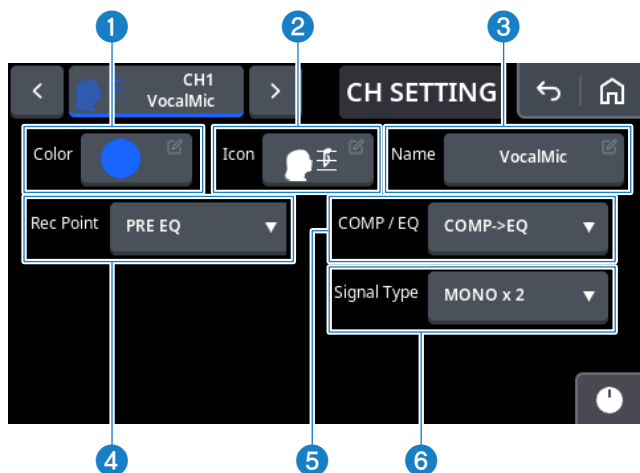 1 2 3
< CH1 > CH SETTING
VocalMic
Color Icon Name VocalMic
Rec Point PRE EQ ▼ COMP / EQ COMP->EQ ▼
Signal Type MONO x 2 ▼
4 5 6